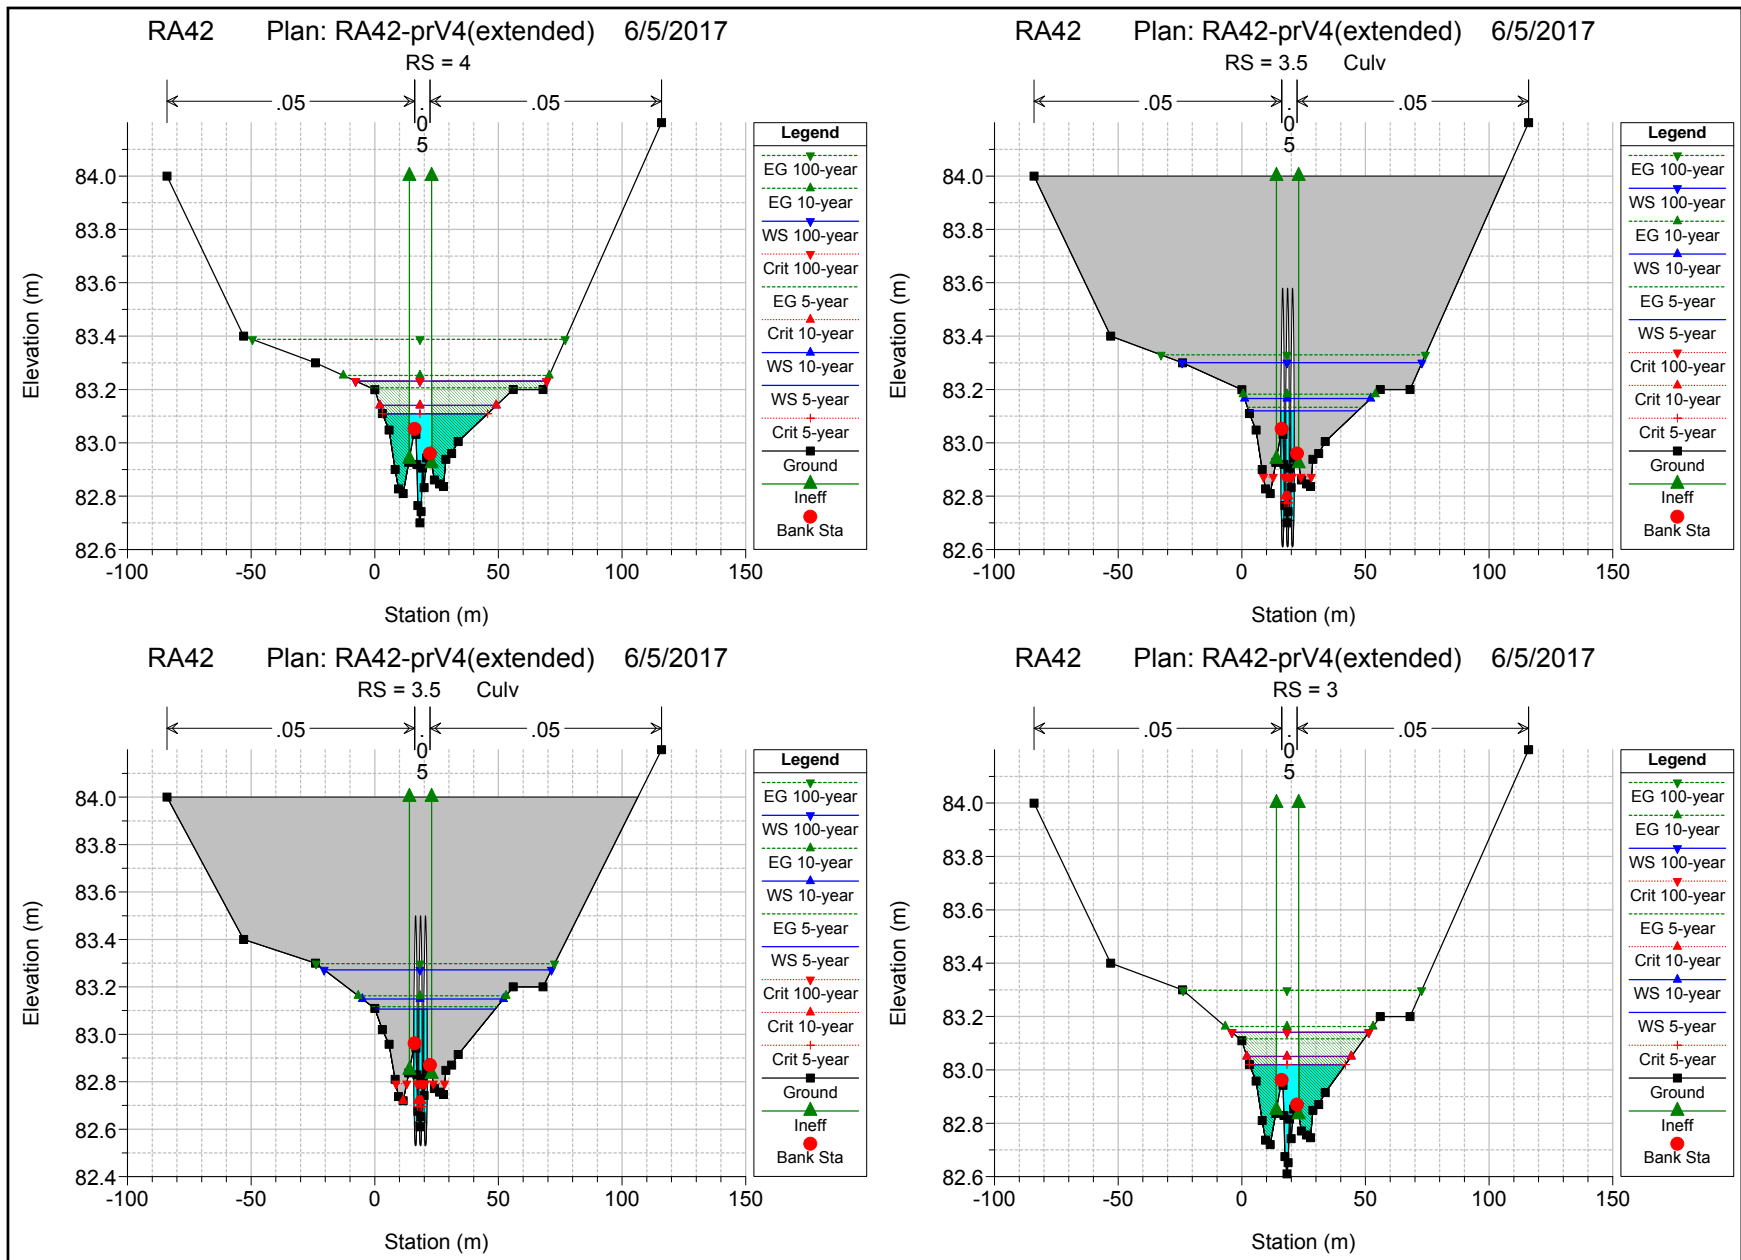 RA42 Plan: RA42-prV4(extended) 6/5/2017
RS = 4
.05
.05
.05
Legend
EG 100-year
EG 10-year
WS 100-year
Crit 100-year
EG 5-year
Crit 10-year
WS 10-year
WS 5-year
Crit 5-year
Ground
Ineff
Bank Sta
84.0
83.8
83.6
83.4
83.2
83.0
82.8
82.6
Elevation (m)
-100 -50 0 50 100 150
Station (m)
RA42 Plan: RA42-prV4(extended) 6/5/2017
RS = 3.5 Culv
.05
.05
.05
Legend
EG 100-year
WS 100-year
EG 10-year
WS 10-year
EG 5-year
WS 5-year
Crit 100-year
Crit 10-year
Crit 5-year
Ground
Ineff
Bank Sta
84.0
83.8
83.6
83.4
83.2
83.0
82.8
82.6
Elevation (m)
-100 -50 0 50 100 150
Station (m)
RA42 Plan: RA42-prV4(extended) 6/5/2017
RS = 3.5 Culv
.05
.05
.05
Legend
EG 100-year
WS 100-year
EG 10-year
WS 10-year
EG 5-year
WS 5-year
Crit 100-year
Crit 10-year
Crit 5-year
Ground
Ineff
Bank Sta
84.0
83.8
83.6
83.4
83.2
83.0
82.8
82.6
82.4
Elevation (m)
-100 -50 0 50 100 150
Station (m)
RA42 Plan: RA42-prV4(extended) 6/5/2017
RS = 3
.05
.05
.05
Legend
EG 100-year
EG 10-year
WS 100-year
Crit 100-year
EG 5-year
Crit 10-year
WS 10-year
WS 5-year
Crit 5-year
Ground
Ineff
Bank Sta
84.0
83.8
83.6
83.4
83.2
83.0
82.8
82.6
Elevation (m)
-100 -50 0 50 100 150
Station (m)